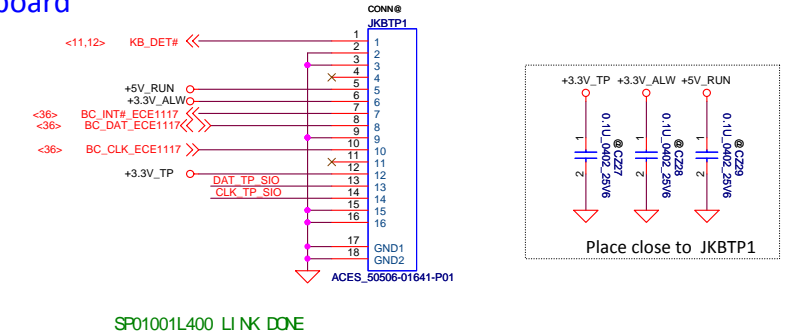 board
CONN@
JKBTP1
<11,12> KB_DET# 1 1
2 2
3 3
4 4
+5V_RUN 5 5
+3.3V_ALW 6 6
<36> BC_INT#_ECE1117 7 7
<36> BC_DAT_ECE1117 8 8
9 9
<36> BC_CLK_ECE1117 10 10
11 11
+3.3V_TP 12 12
DAT_TP_SIO 13 13
CLK_TP_SIO 14 14
15 15
16 16
17 GND1
18 GND2
ACES_50506-01641-P01
SP01001L400 LINK DONE
+3.3V_TP +3.3V_ALW +5V_RUN
1 2 @CZ27 0.1U_0402_25V6
1 2 @CZ28 0.1U_0402_25V6
1 2 @CZ29 0.1U_0402_25V6
Place close to JKBTP1